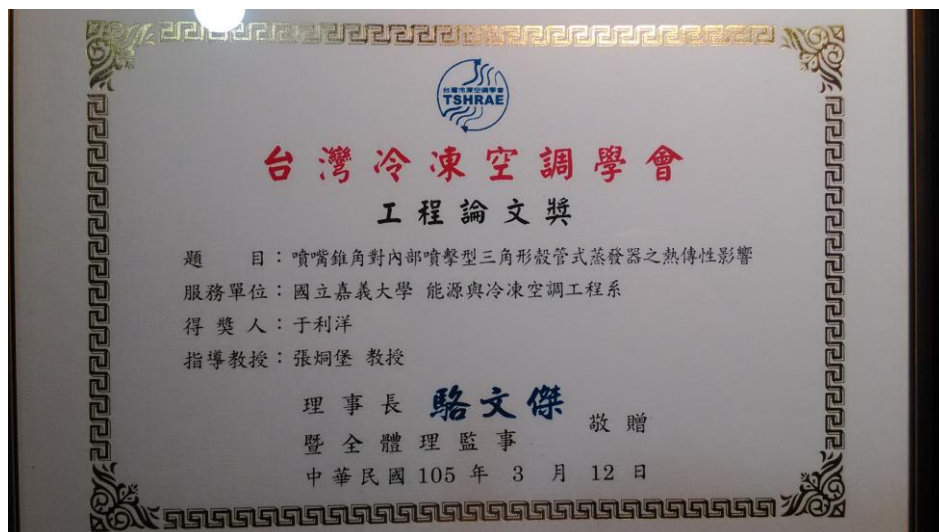 台灣冷凍空調學會
TSHRAE
台灣冷凍空調學會
工程論文獎
題 目：噴嘴錐角對內部噴擊型三角形殼管式蒸發器之熱傳性影響
服務單位：國立嘉義大學 能源與冷凍空調工程系
得獎人：于利洋
指導教授：張炯堡 教授
理事長 駱文傑
暨全體理監事 敬贈
中華民國 105 年 3 月 12 日